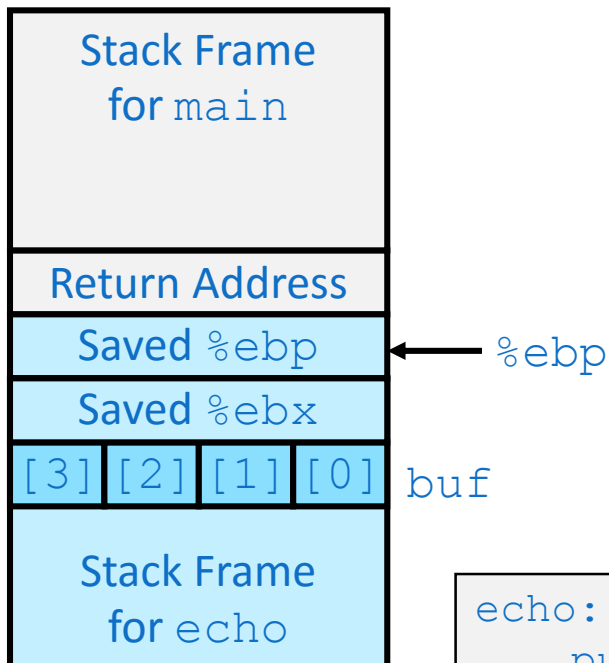 Stack Frame
for main
Return Address
Saved %ebp
%ebp
Saved %ebx
[3] [2] [1] [0]
buf
Stack Frame
for echo
echo: